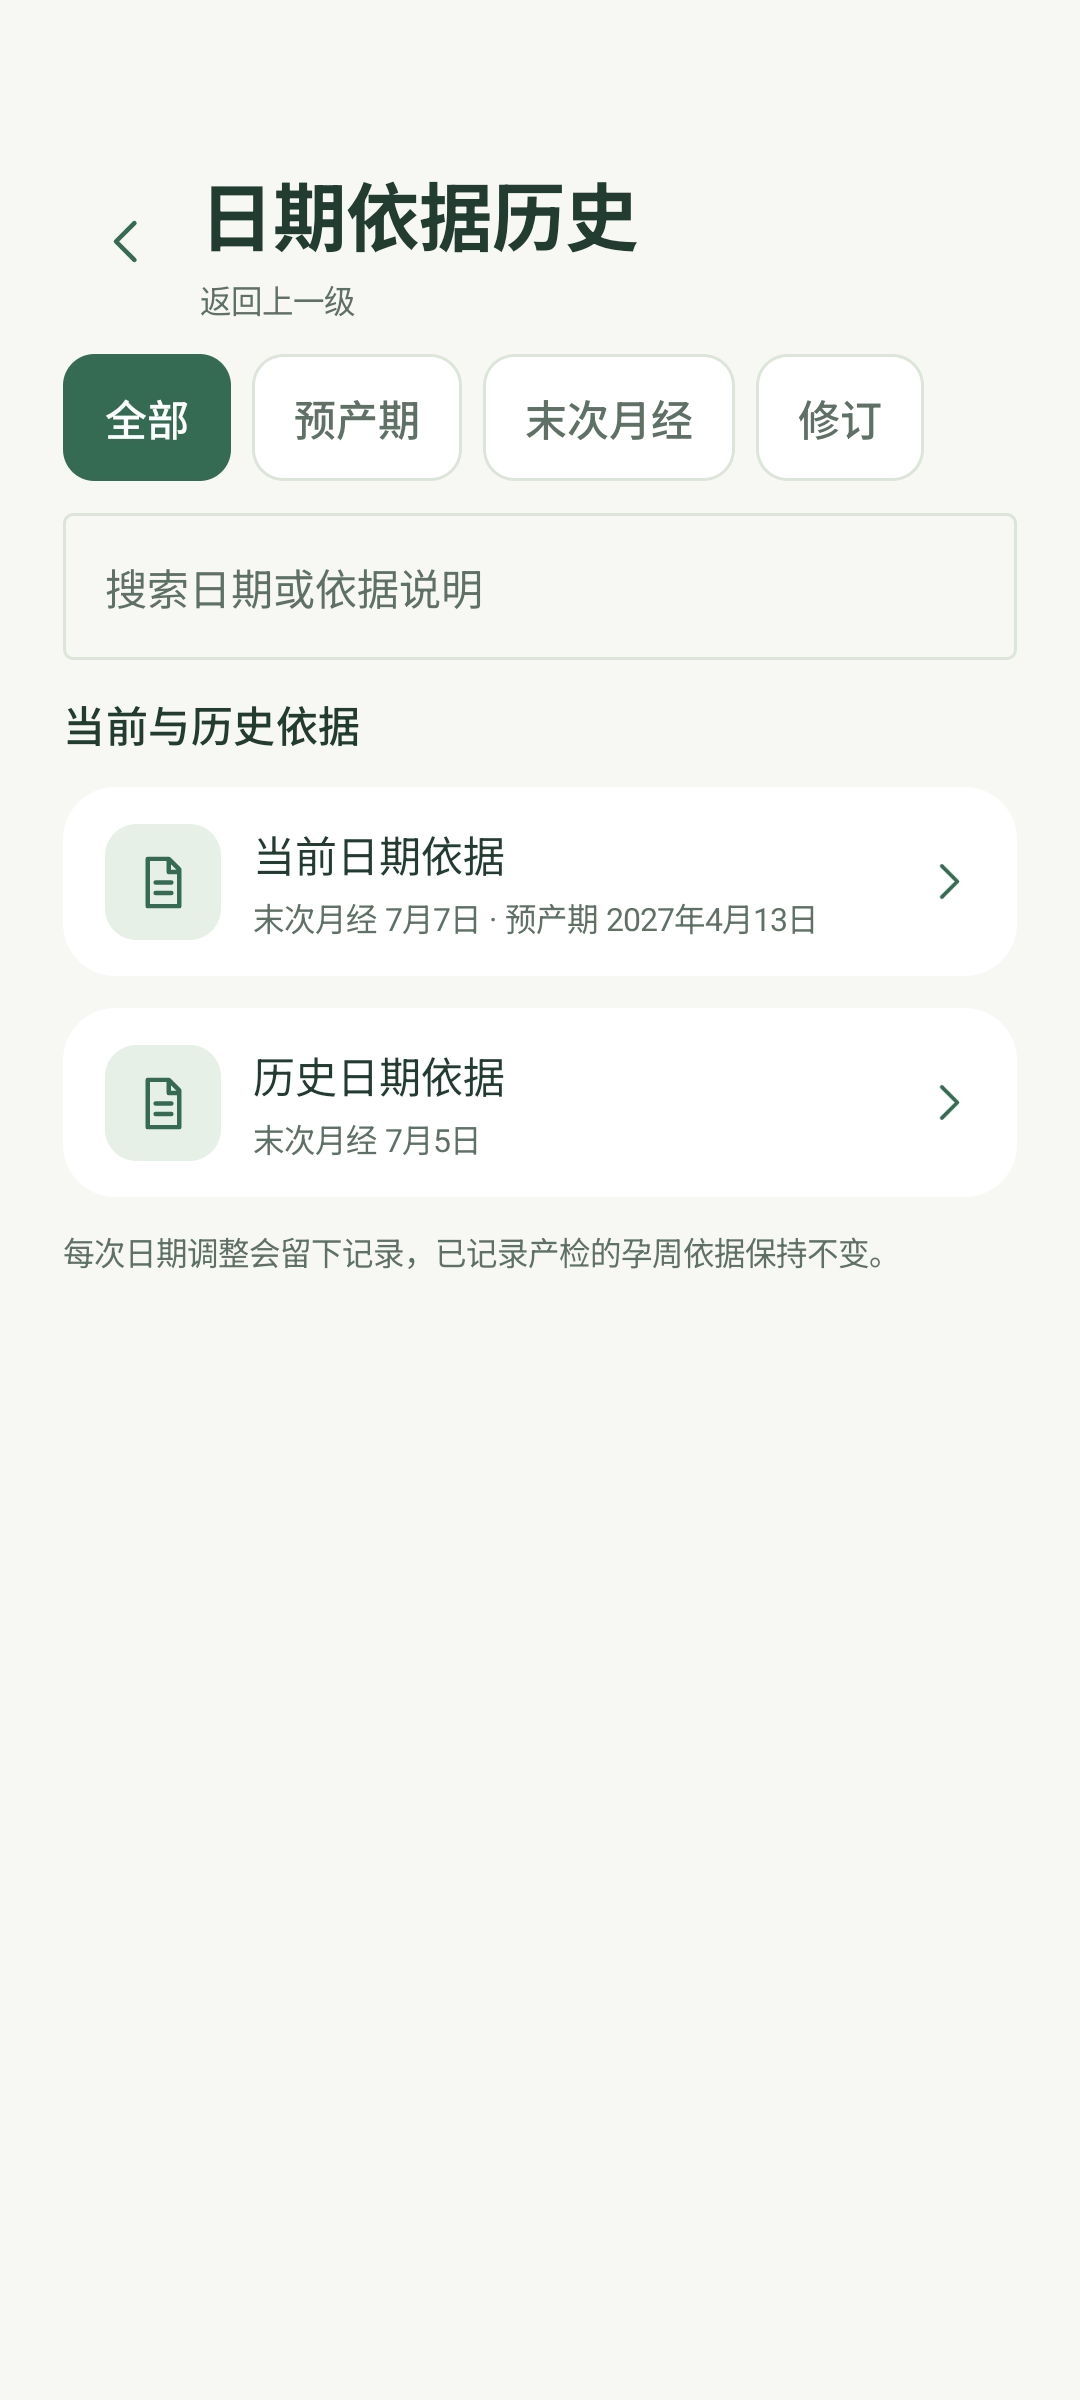 日期依据历史
返回上一级
全部 预产期 末次月经 修订
搜索日期或依据说明
当前与历史依据
当前日期依据
末次月经 7月7日 · 预产期 2027年4月13日
历史日期依据
末次月经 7月5日
每次日期调整会留下记录，已记录产检的孕周依据保持不变。